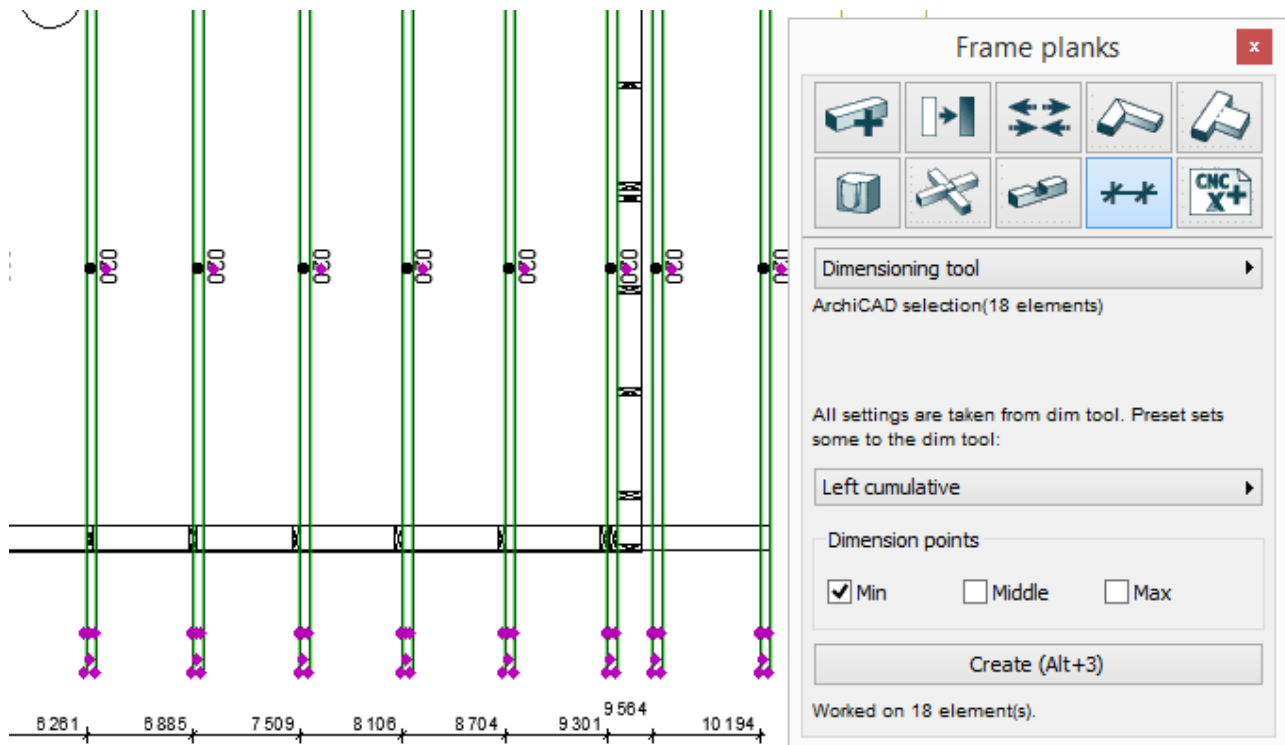 Frame planks
x
CNC
X+
Dimensioning tool
ArchiCAD selection(18 elements)
All settings are taken from dim tool. Preset sets
some to the dim tool:
Left cumulative
Dimension points
Min Middle Max
Create (Alt+3)
Worked on 18 element(s).
9 564
6 261 6 885 7 509 8 106 8 704 9 301 10 194